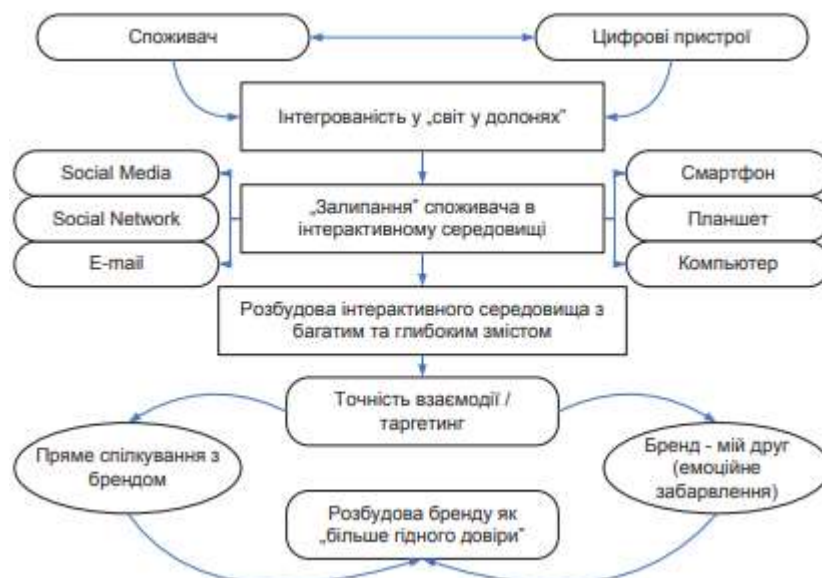 Споживач
Цифрові пристрої
Інтегрованість у „світ у долонях”
Social Media
Social Network
E-mail
„Залипання” споживача в
інтерактивному середовищі
Смартфон
Планшет
Компьютер
Розбудова інтерактивного середовища з
багатим та глибоким змістом
Точність взаємодії /
таргетинг
Пряме спілкування з
брендом
Бренд - мій друг
(емоційне
забарвлення)
Розбудова бренду як
„більше гідного довіри”